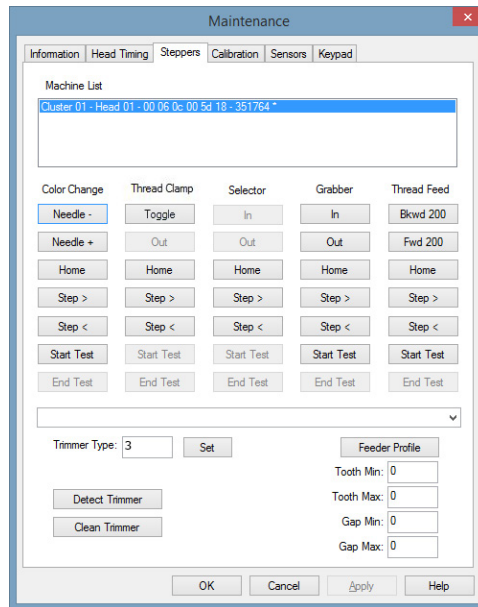 Maintenance
Information Head Timing Steppers Calibration Sensors Keypad
Machine List
Cluster 01 - Head 01 - 00 06 0c 00 5d 18 - 351764 *
Color Change Thread Clamp Selector Grabber Thread Feed
Needle - Toggle In In Bkwd 200
Needle + Out Out Out Fwd 200
Home Home Home Home Home
Step > Step > Step > Step > Step >
Step < Step < Step < Step < Step <
Start Test Start Test Start Test Start Test Start Test
End Test End Test End Test End Test End Test
Trimmer Type: 3 Set Feeder Profile
Tooth Min: 0
Detect Trimmer Tooth Max: 0
Clean Trimmer Gap Min: 0
Gap Max: 0
OK Cancel Apply Help